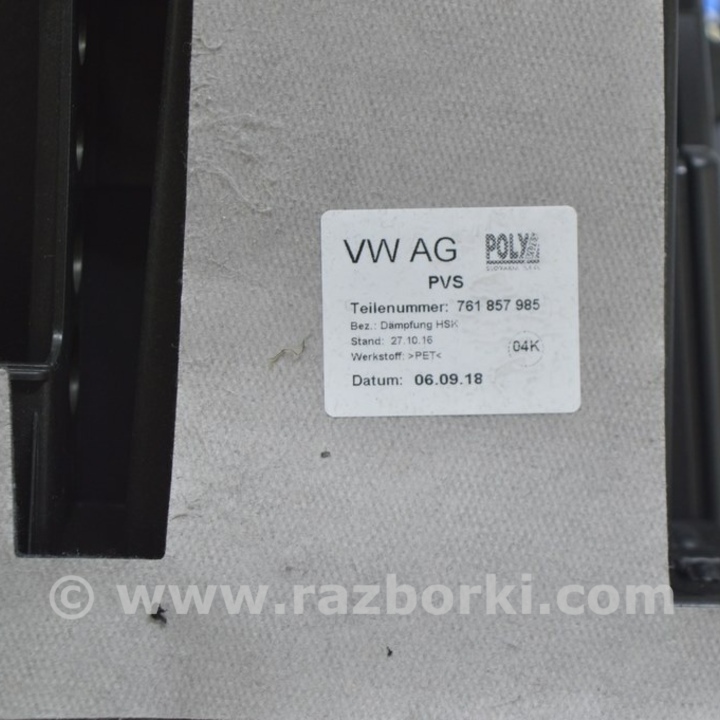 VW AG
POLY
PVS
Teilenummer: 761 857 985
Bez.: Dämpfung HSK
Stand: 27.10.16
04K
Werkstoff: >PET<
Datum: 06.09.18
© www.razborki.com